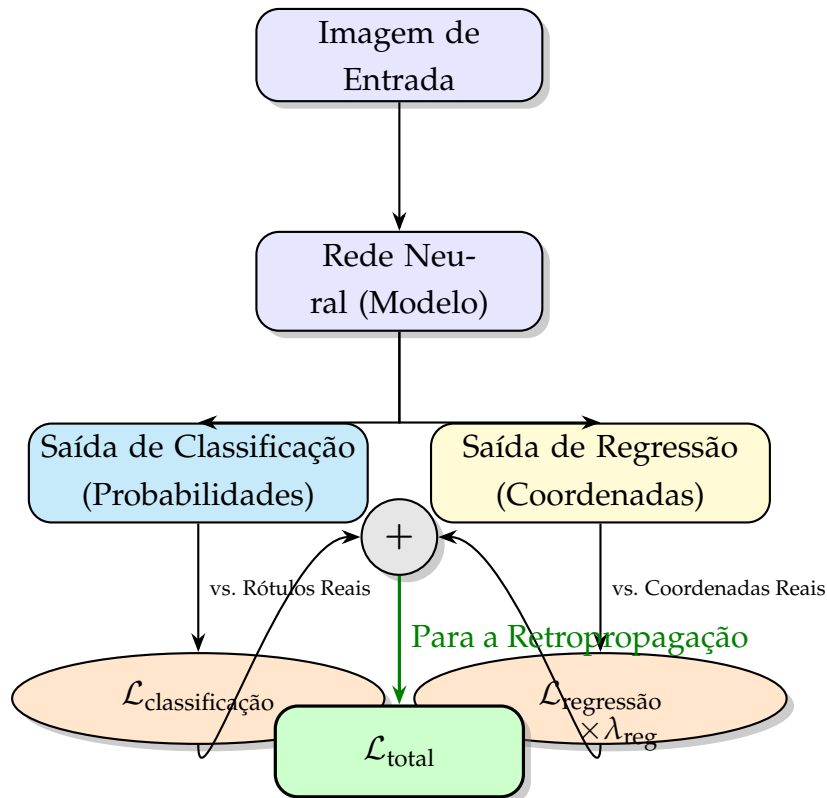 Imagem de
Entrada
Rede Neu-
ral (Modelo)
Saída de Classificação
(Probabilidades)
Saída de Regressão
(Coordenadas)
+
vs. Rótulos Reais
vs. Coordenadas Reais
Para a Retropropagação
ℒclassificação
ℒregressão
×λreg
ℒtotal